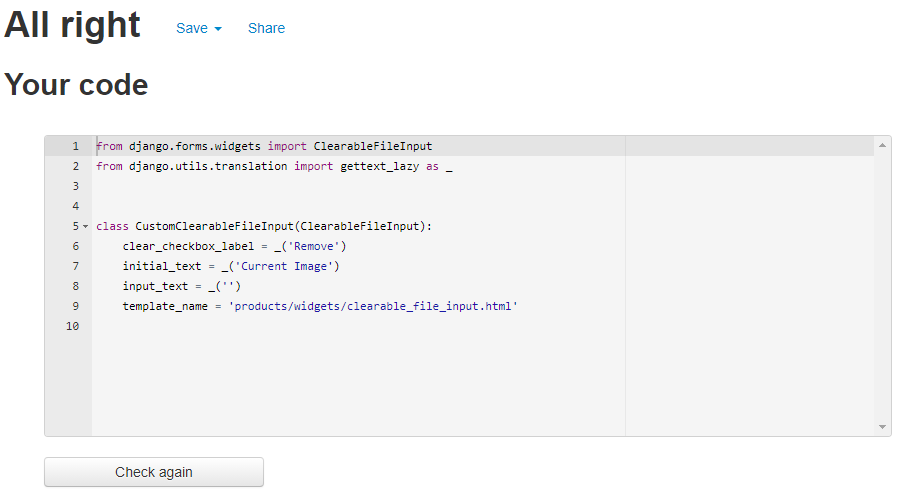 All right Save Share
Your code
1 from django.forms.widgets import ClearableFileInput
2 from django.utils.translation import gettext_lazy as _
3
4
5 class CustomClearableFileInput(ClearableFileInput):
6     clear_checkbox_label = _('Remove')
7     initial_text = _('Current Image')
8     input_text = _('')
9     template_name = 'products/widgets/clearable_file_input.html'
10
Check again